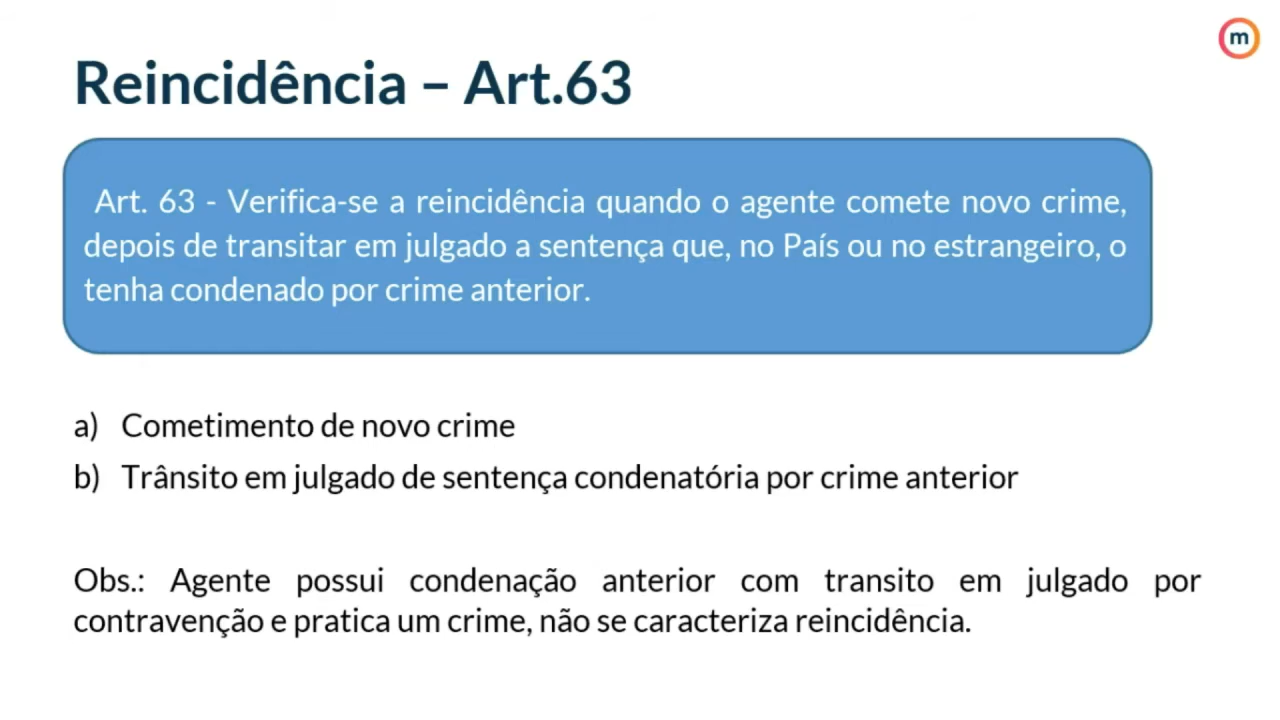 m
Reincidência – Art.63
Art. 63 - Verifica-se a reincidência quando o agente comete novo crime,
depois de transitar em julgado a sentença que, no País ou no estrangeiro, o
tenha condenado por crime anterior.
a) Cometimento de novo crime
b) Trânsito em julgado de sentença condenatória por crime anterior
Obs.: Agente possui condenação anterior com transito em julgado por
contravenção e pratica um crime, não se caracteriza reincidência.